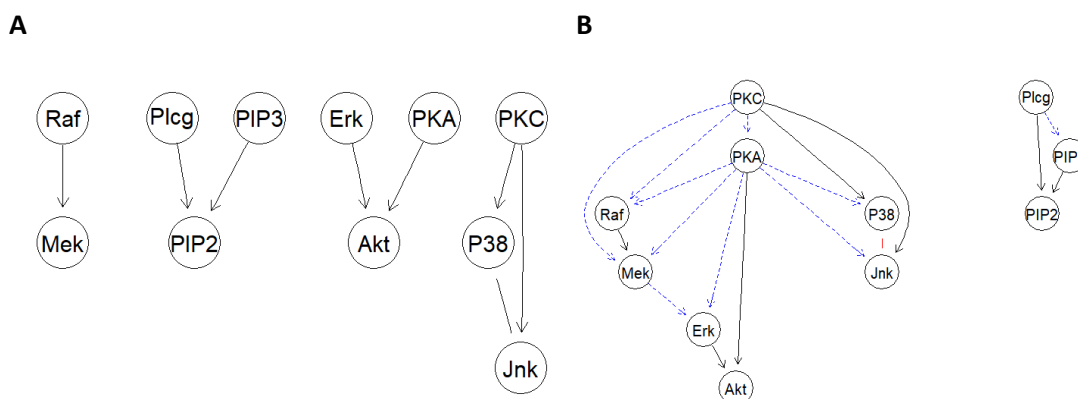 A
B
Raf
Plcg
PIP3
Erk
PKA
PKC
Mek
PIP2
Akt
P38
Jnk
PKC
Plcg
PKA
PIP
Raf
P38
PIP2
Mek
Jnk
Erk
Akt